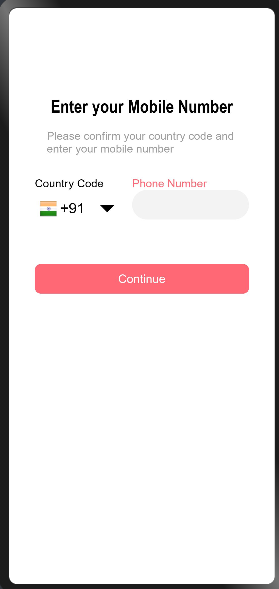 Enter your Mobile Number
Please confirm your country code and
enter your mobile number
Country Code
Phone Number
+91
Continue